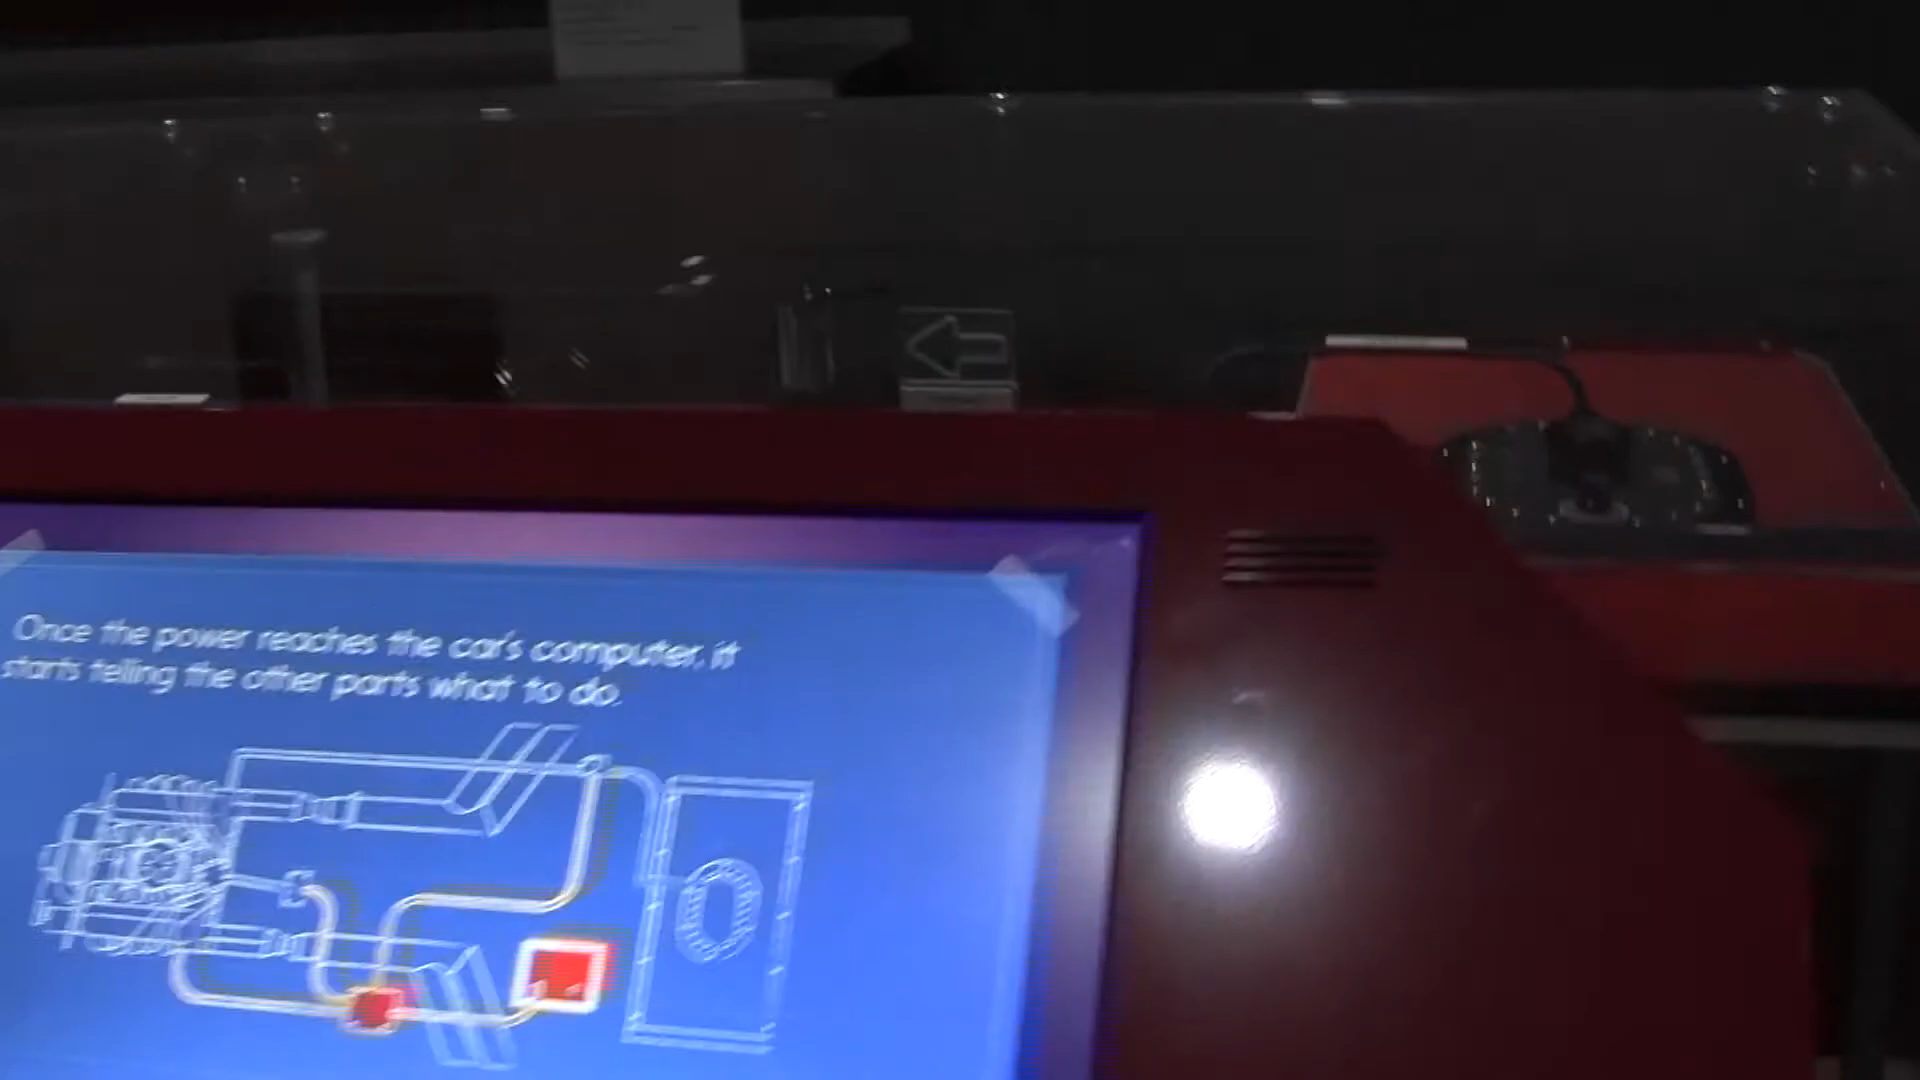 Once the power reaches the car's computer, it
starts telling the other parts what to do.